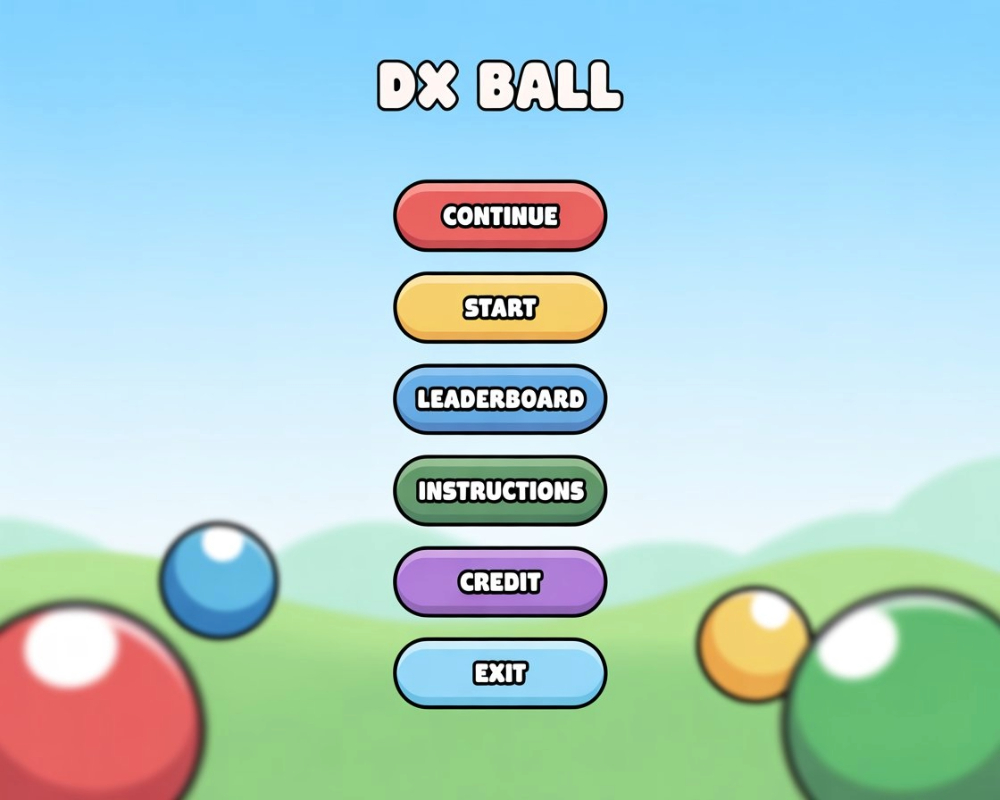 DX BALL
CONTINUE
START
LEADERBOARD
INSTRUCTIONS
CREDIT
EXIT